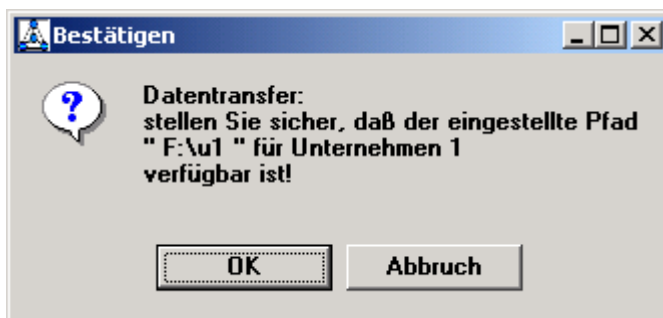 Bestätigen
Datentransfer:
stellen Sie sicher, daß der eingestellte Pfad
" F:\u1 " für Unternehmen 1
verfügbar ist!
OK Abbruch